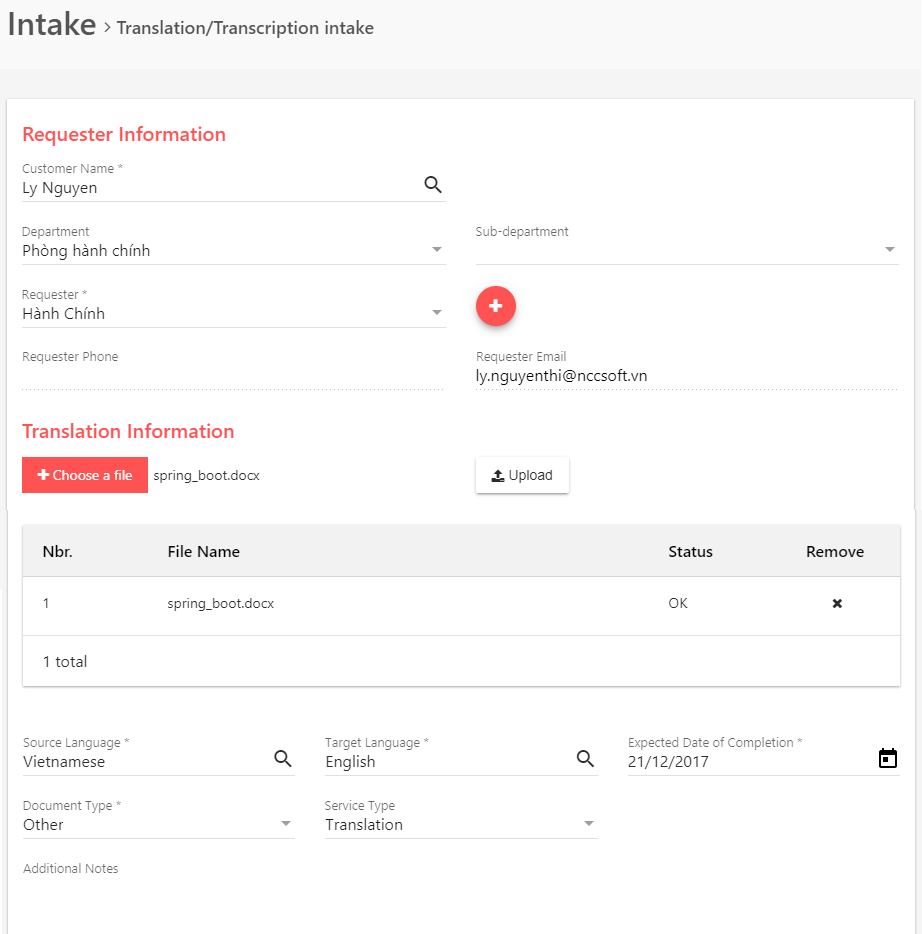 Intake > Translation/Transcription intake
Requester Information
Customer Name *
Ly Nguyen
Department
Sub-department
Phòng hành chính
Requester *
Hành Chính
Requester Phone
Requester Email
ly.nguyenthi@nccsoft.vn
Translation Information
Choose a file spring_boot.docx Upload
Nbr. File Name Status Remove
1 spring_boot.docx OK
1 total
Source Language * Target Language * Expected Date of Completion *
Vietnamese English 21/12/2017
Document Type * Service Type
Other Translation
Additional Notes